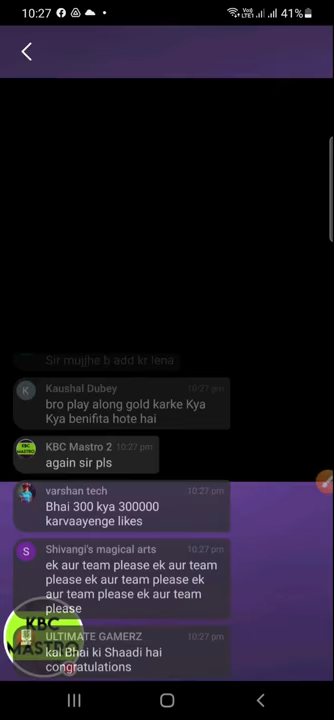 10:27
41%
Sir mujjhe b add kr lena
Kaushal Dubey 10:27 pm
bro play along gold karke Kya
Kya benifita hote hai
KBC Mastro 2 10:27 pm
again sir pls
varshan tech 10:27 pm
Bhai 300 kya 300000
karvaayenge likes
Shivangi's magical arts 10:27 pm
ek aur team please ek aur team
please ek aur team please ek
aur team please ek aur team
please
ULTIMATE GAMERZ 10:27 pm
kal Bhai ki Shaadi hai
congratulations
KBC
MASTRO